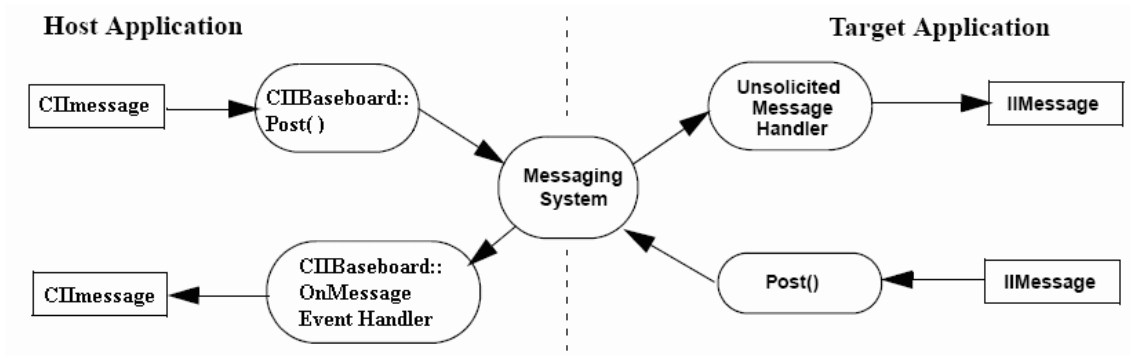 Host Application
Target Application
CIImessage
CIIBaseboard::
Post( )
Unsolicited
Message
Handler
IIMessage
Messaging
System
CIImessage
CIIBaseboard::
OnMessage
Event Handler
Post()
IIMessage